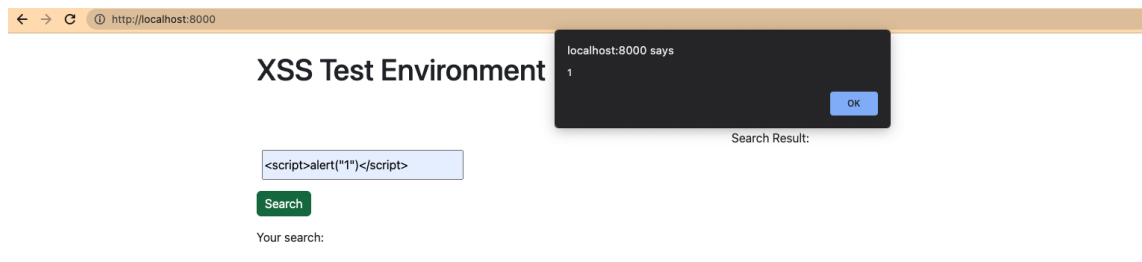 http://localhost:8000
localhost:8000 says
1
OK
XSS Test Environment
Search Result:
<script>alert("1")</script>
Search
Your search: